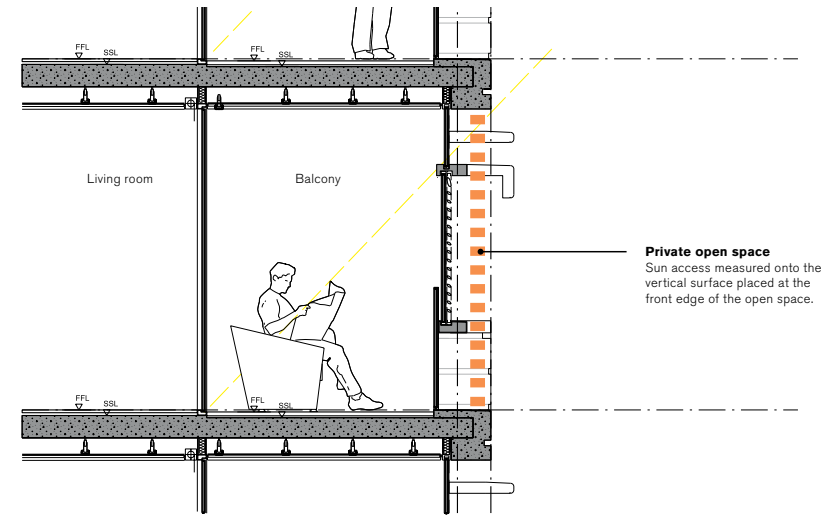 FFL
SSL
FFL
SSL
Living room
Balcony
Private open space
Sun access measured onto the
vertical surface placed at the
front edge of the open space.
FFL
SSL
FFL
SSL